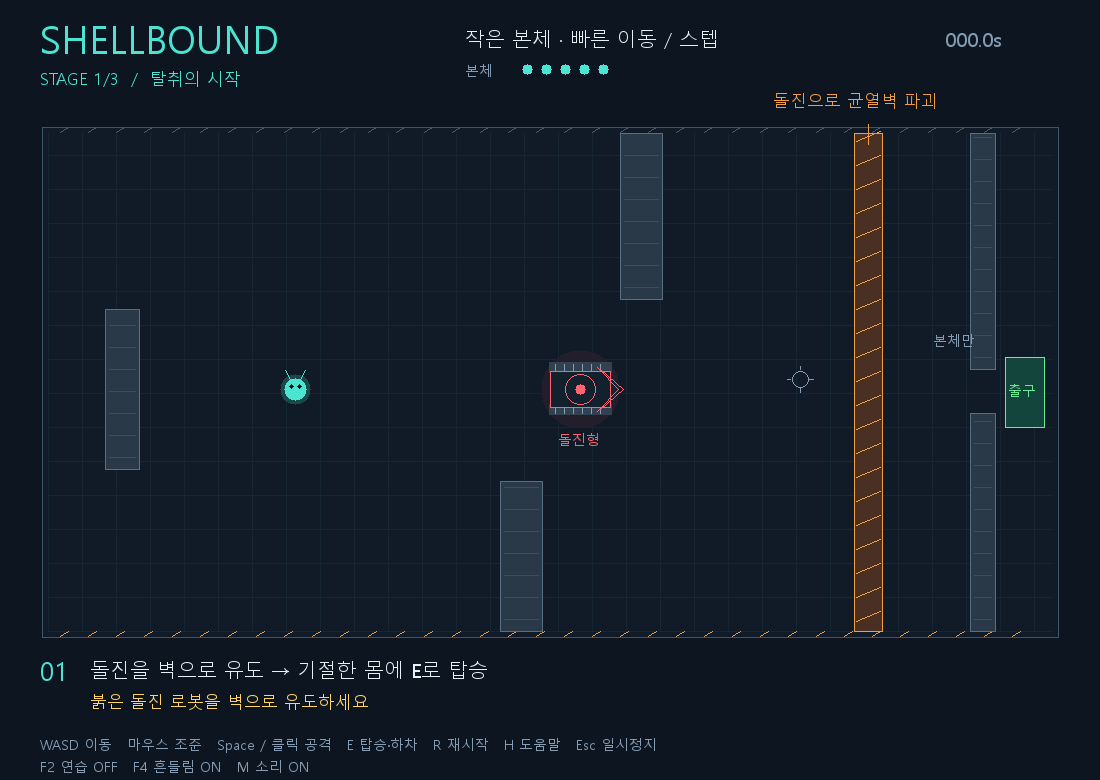 SHELLBOUND
작은 본체 · 빠른 이동 / 스텝
000.0s
STAGE 1/3 / 탈취의 시작
본체
돌진으로 균열벽 파괴
본체만
출구
돌진형
01 돌진을 벽으로 유도 → 기절한 몸에 E로 탑승
붉은 돌진 로봇을 벽으로 유도하세요
WASD 이동 마우스 조준 Space / 클릭 공격 E 탑승·하차 R 재시작 H 도움말 Esc 일시정지
F2 연습 OFF F4 흔들림 ON M 소리 ON